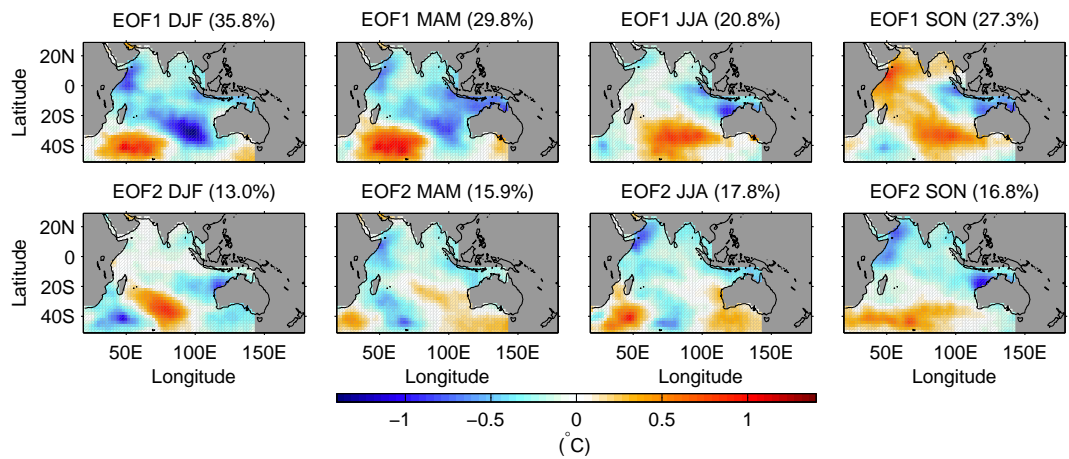 EOF1 DJF (35.8%) EOF1 MAM (29.8%) EOF1 JJA (20.8%) EOF1 SON (27.3%)
20N
0
20S
40S
Latitude
EOF2 DJF (13.0%) EOF2 MAM (15.9%) EOF2 JJA (17.8%) EOF2 SON (16.8%)
20N
0
20S
40S
Latitude
50E 100E 150E 50E 100E 150E 50E 100E 150E 50E 100E 150E
Longitude Longitude Longitude Longitude
−1 −0.5 0 0.5 1
(°C)